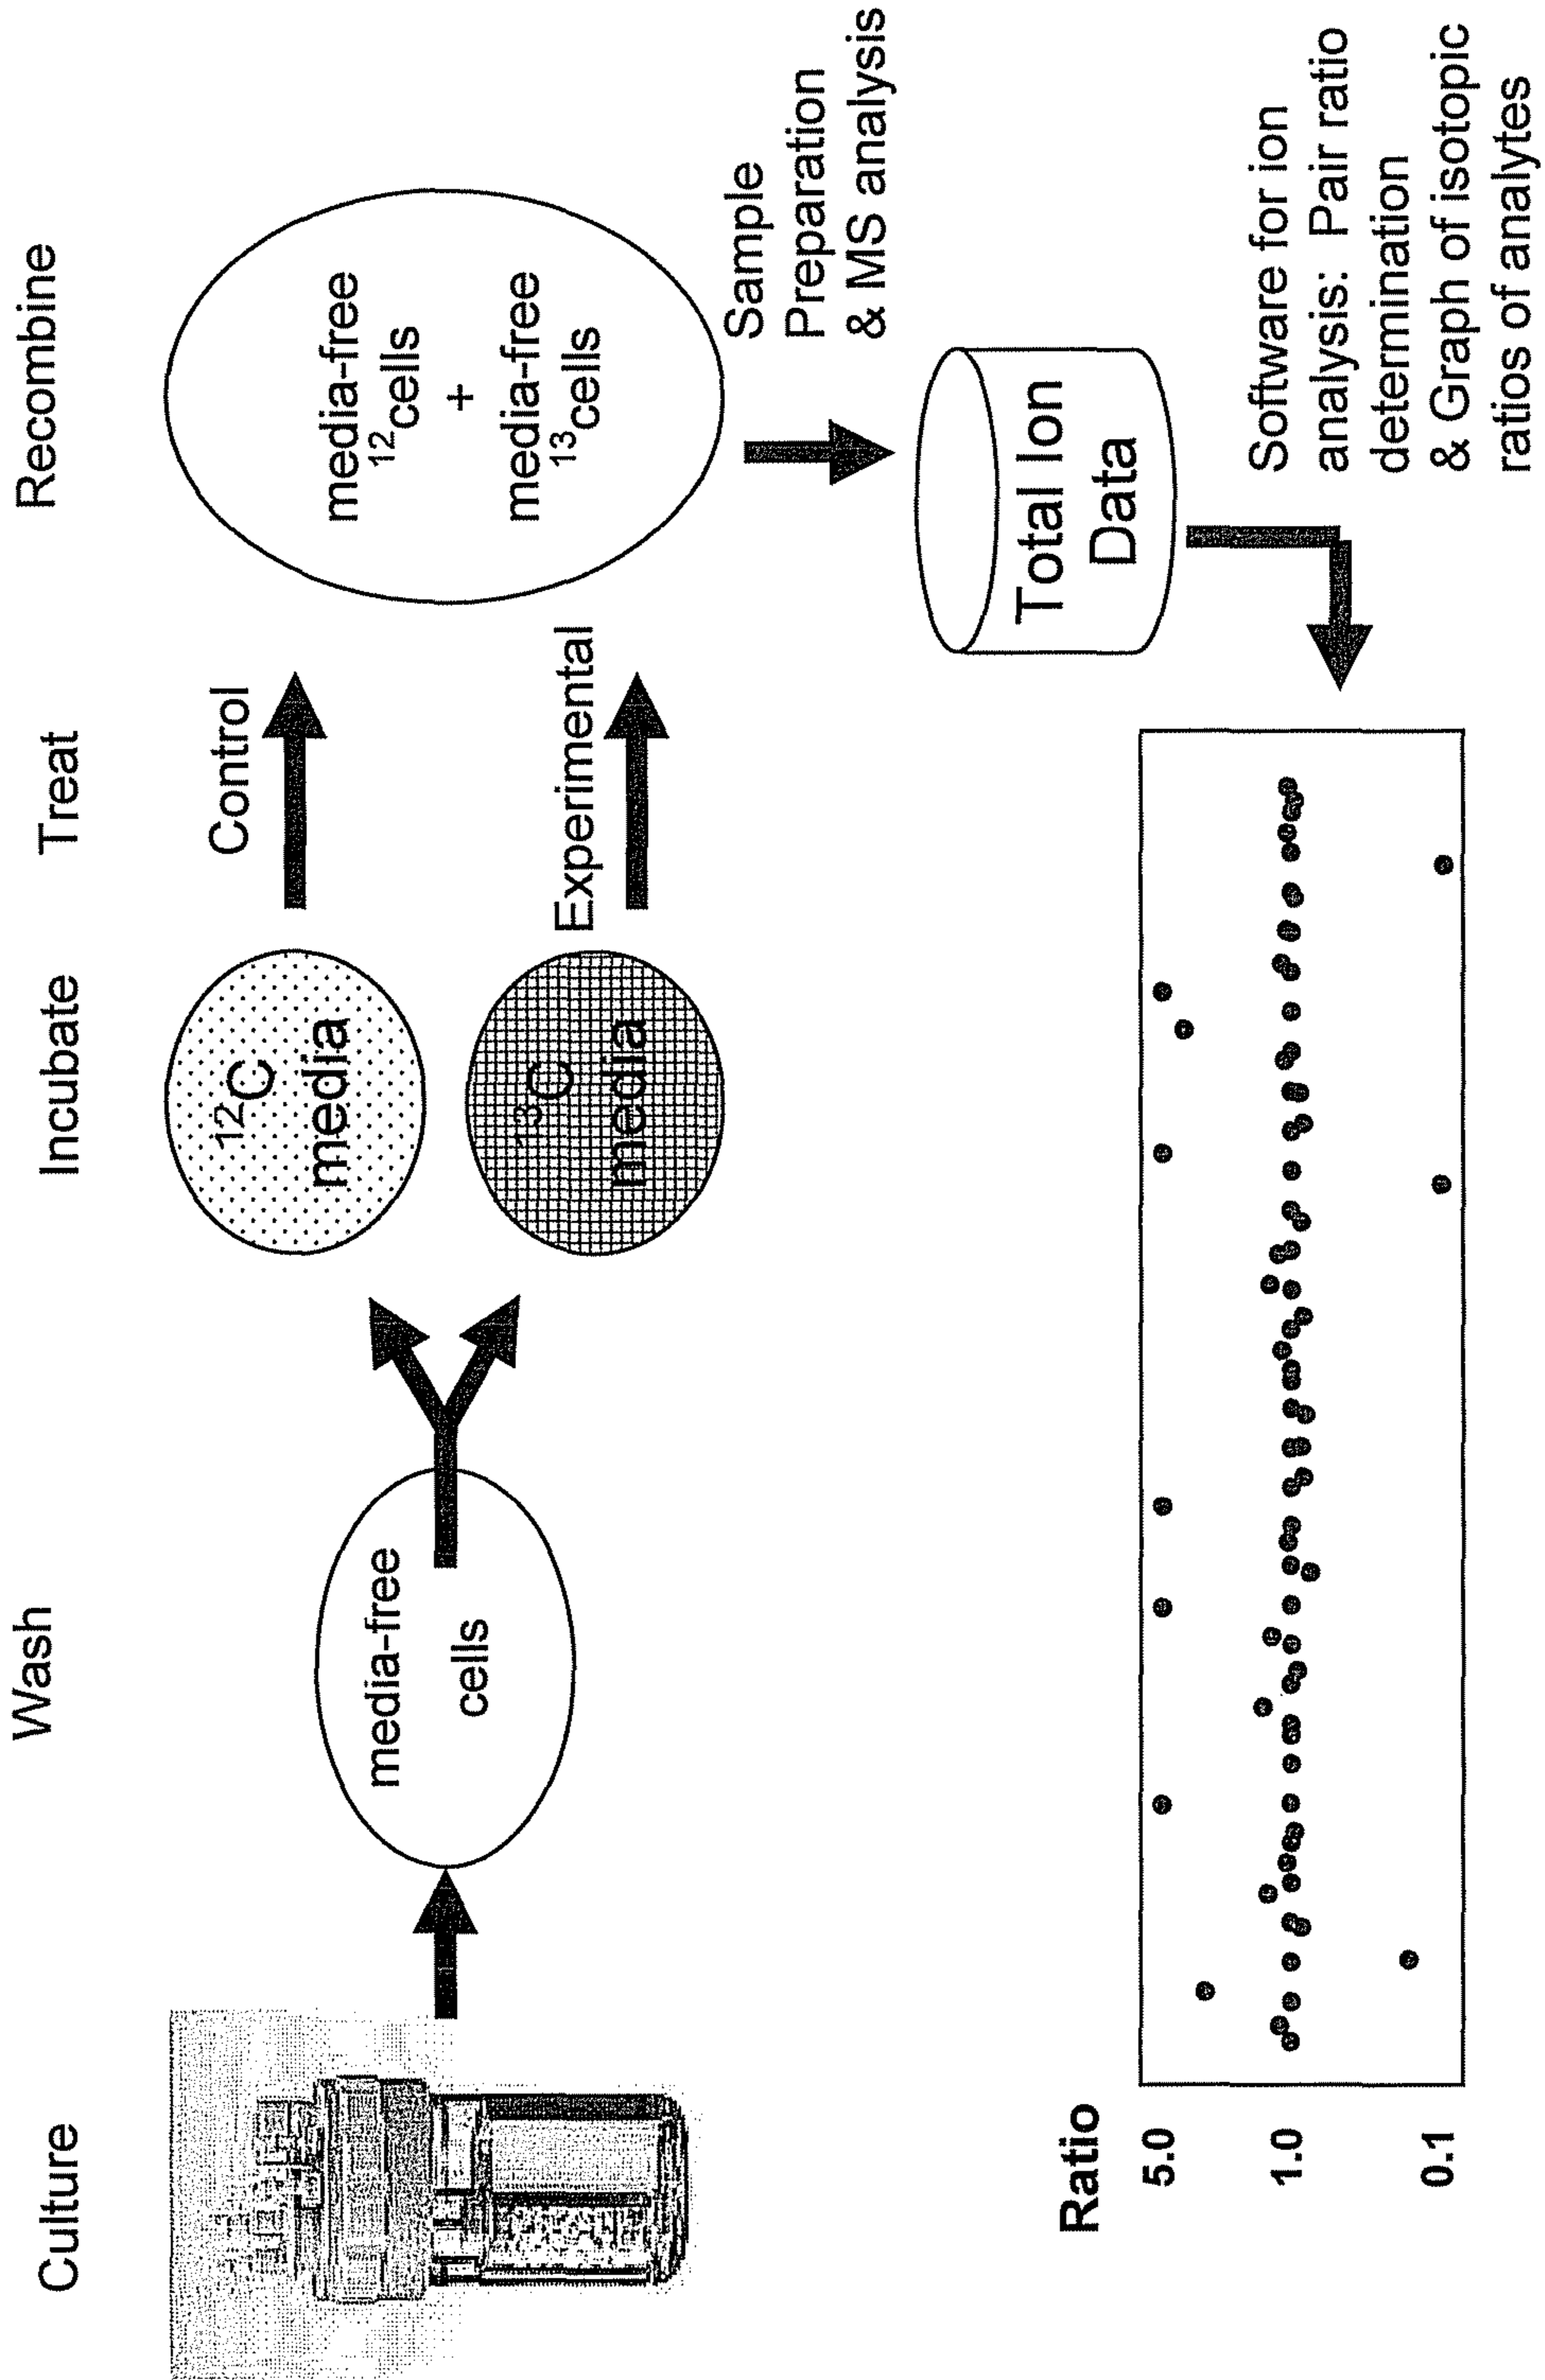 Culture
Wash
Incubate
Treat
Recombine
media-free
cells
¹²C
media
¹³C
media
Control
Experimental
media-free
¹²cells
+
media-free
¹³cells
Sample
Preparation
& MS analysis
Total Ion
Data
Software for ion
analysis: Pair ratio
determination
& Graph of isotopic
ratios of analytes
Ratio
5.0
1.0
0.1